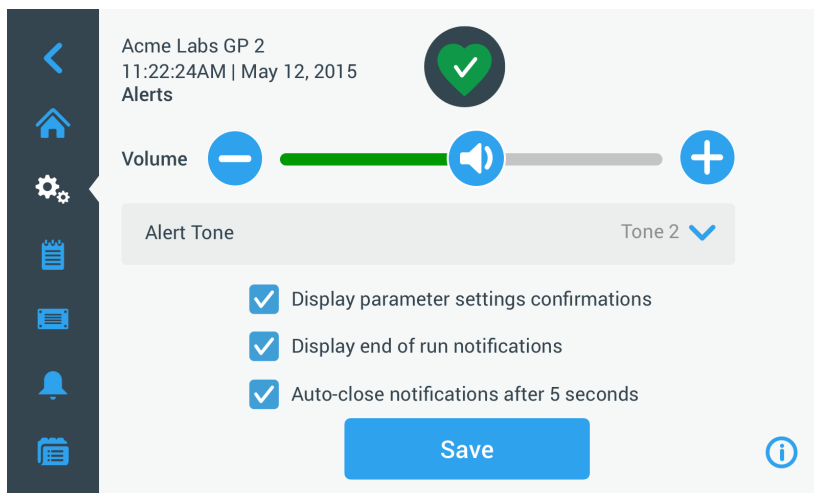 Acme Labs GP 2
11:22:24AM | May 12, 2015
Alerts
Volume
Alert Tone Tone 2
Display parameter settings confirmations
Display end of run notifications
Auto-close notifications after 5 seconds
Save